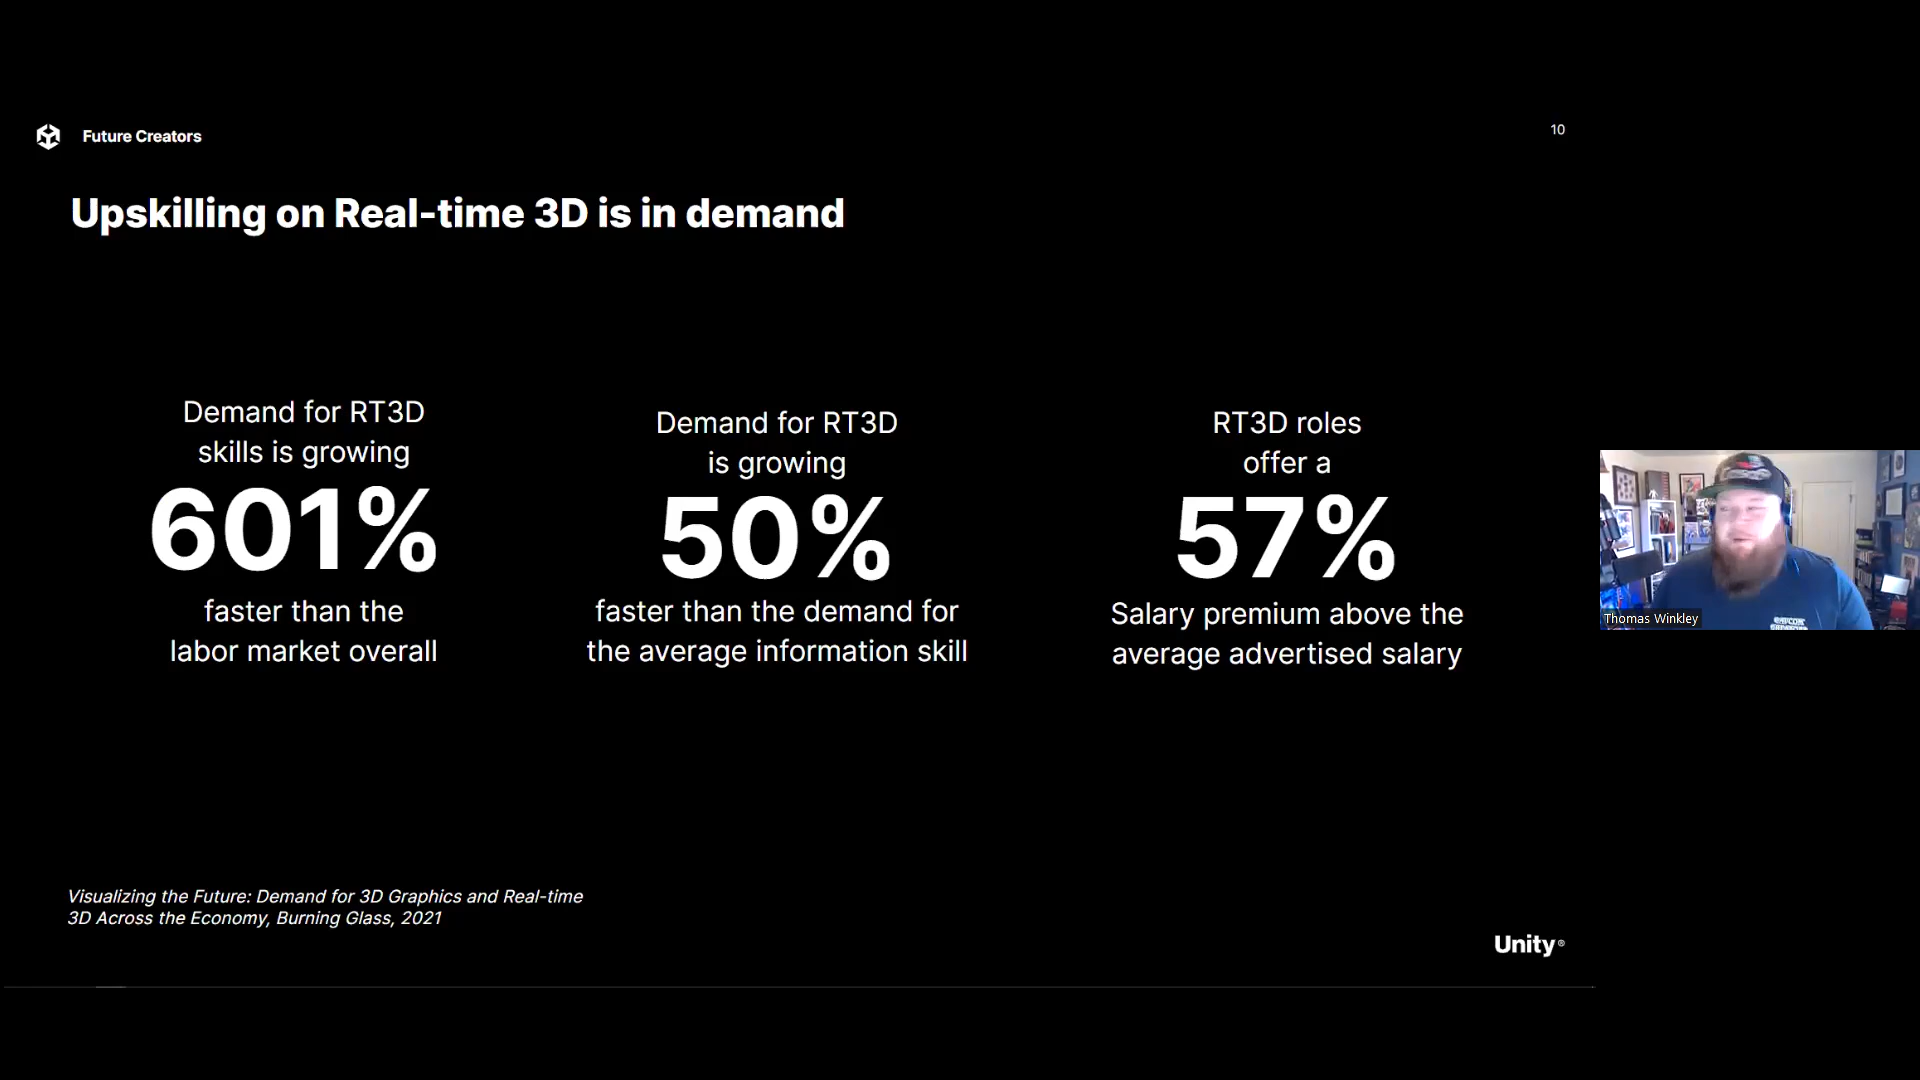 Future Creators
10
Upskilling on Real-time 3D is in demand
Demand for RT3D
skills is growing
601%
faster than the
labor market overall
Demand for RT3D
is growing
50%
faster than the demand for
the average information skill
RT3D roles
offer a
57%
Salary premium above the
average advertised salary
Thomas Winkley
Visualizing the Future: Demand for 3D Graphics and Real-time
3D Across the Economy, Burning Glass, 2021
Unity®